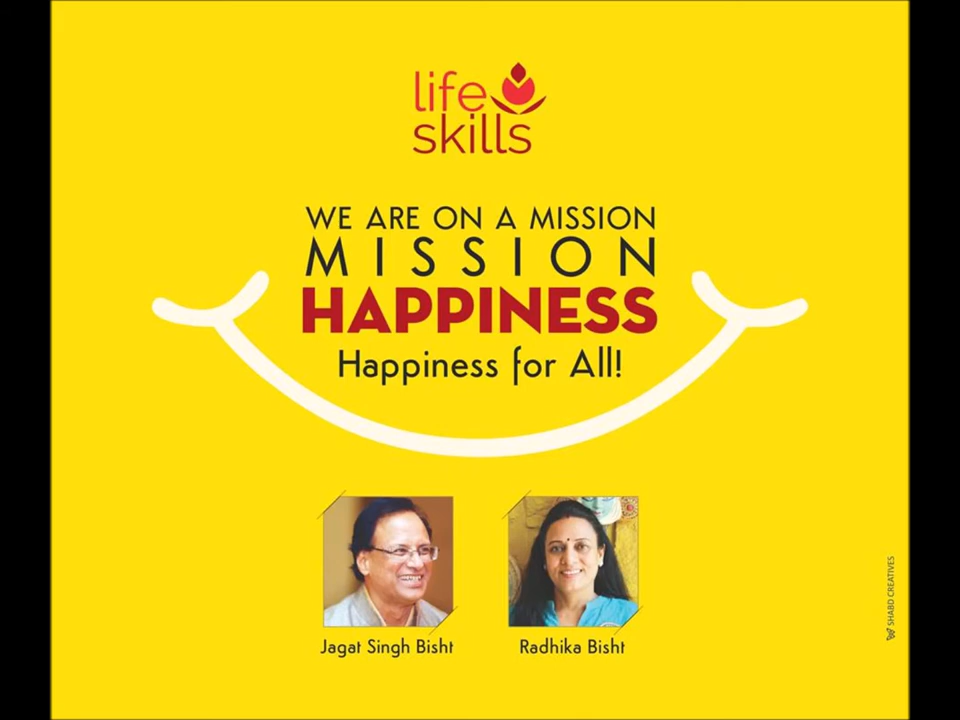 life
skills
WE ARE ON A MISSION
MISSION
HAPPINESS
Happiness for All!
Jagat Singh Bisht
Radhika Bisht
SHABD CREATIVES